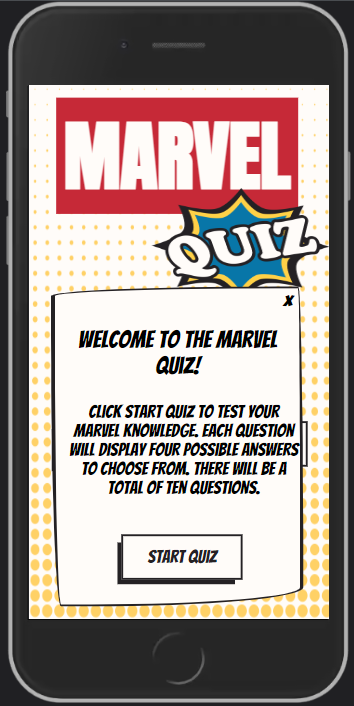 MARVEL
QUIZ
X
WELCOME TO THE MARVEL
QUIZ!
CLICK START QUIZ TO TEST YOUR
MARVEL KNOWLEDGE. EACH QUESTION
WILL DISPLAY FOUR POSSIBLE ANSWERS
TO CHOOSE FROM. THERE WILL BE A
TOTAL OF TEN QUESTIONS.
START QUIZ